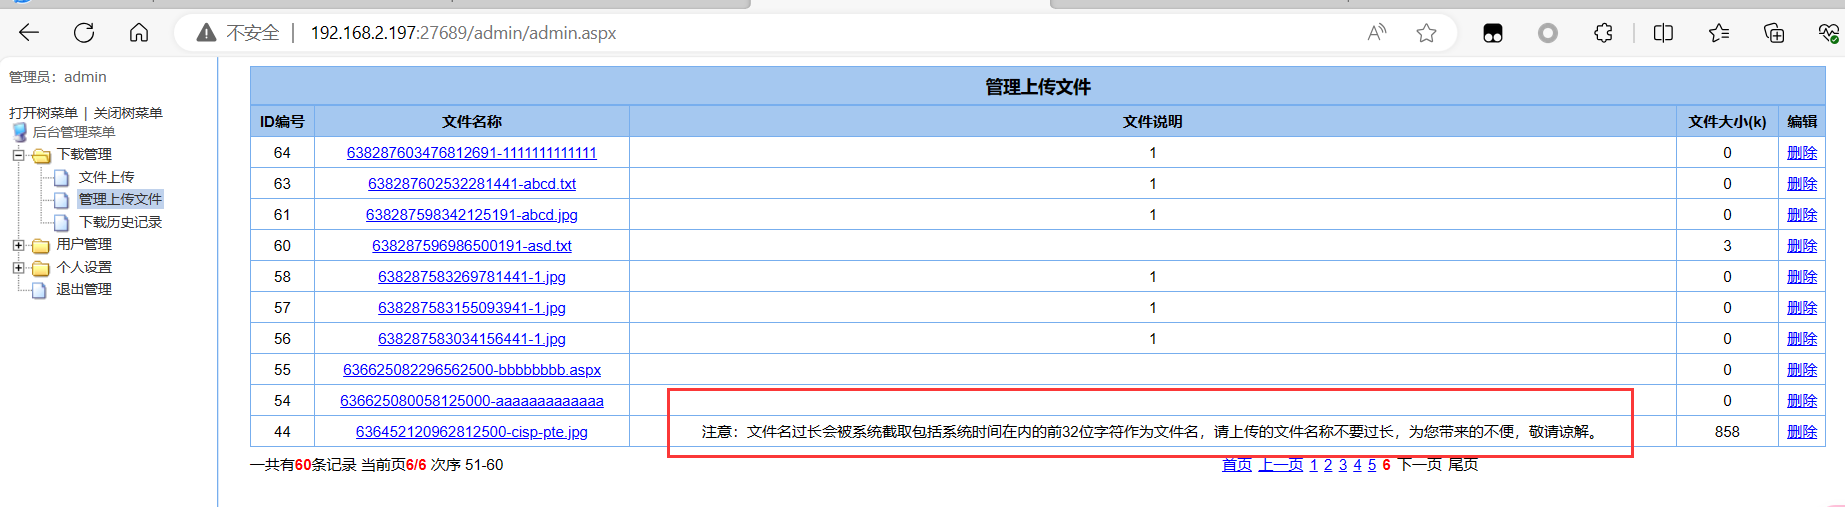 不安全 | 192.168.2.197:27689/admin/admin.aspx
管理员：admin
打开树菜单 | 关闭树菜单
后台管理菜单
下载管理
文件上传
管理上传文件
下载历史记录
用户管理
个人设置
退出管理
管理上传文件
ID编号 文件名称 文件说明 文件大小(k) 编辑
64 638287603476812691-1111111111111 1 0 删除
63 638287602532281441-abcd.txt 1 0 删除
61 638287598342125191-abcd.jpg 1 0 删除
60 638287596986500191-asd.txt 3 删除
58 638287583269781441-1.jpg 1 0 删除
57 638287583155093941-1.jpg 1 0 删除
56 638287583034156441-1.jpg 1 0 删除
55 636625082296562500-bbbbbbbb.aspx 0 删除
54 636625080058125000-aaaaaaaaaaaaa 0 删除
44 636452120962812500-cisp-pte.jpg 注意：文件名过长会被系统截取包括系统时间在内的前32位字符作为文件名，请上传的文件名称不要过长，为您带来的不便，敬请谅解。 858 删除
一共有60条记录 当前页6/6 次序 51-60 首页 上一页 1 2 3 4 5 6 下一页 尾页